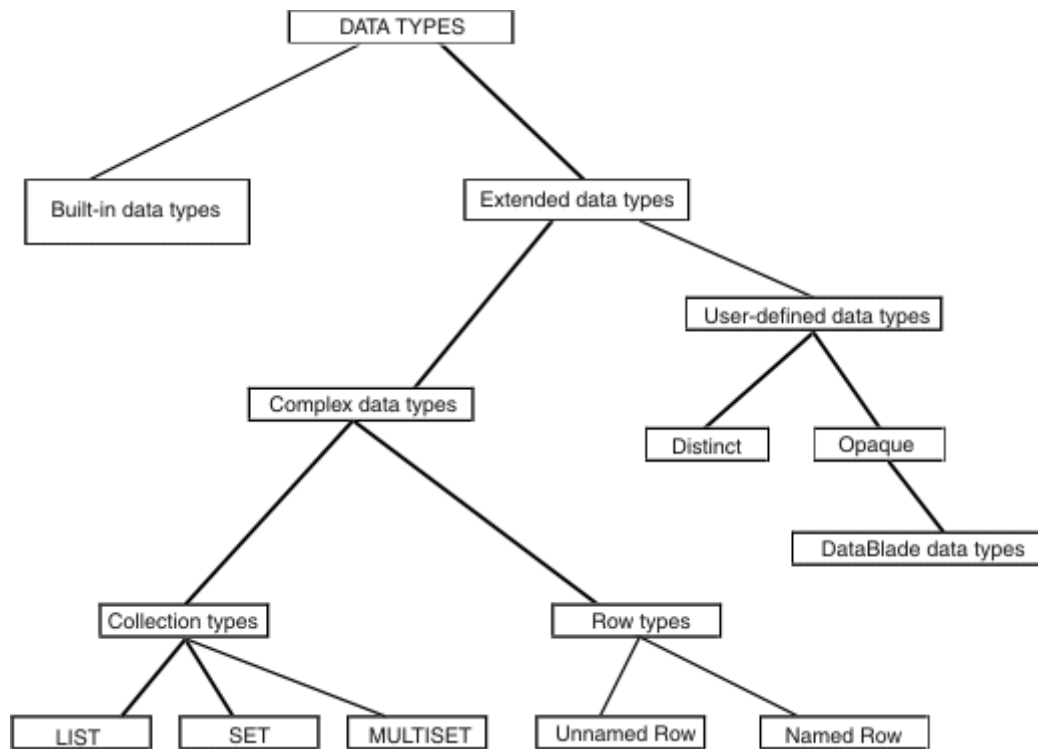 DATA TYPES
Built-in data types
Extended data types
User-defined data types
Complex data types
Distinct
Opaque
DataBlade data types
Collection types
Row types
LIST
SET
MULTISET
Unnamed Row
Named Row